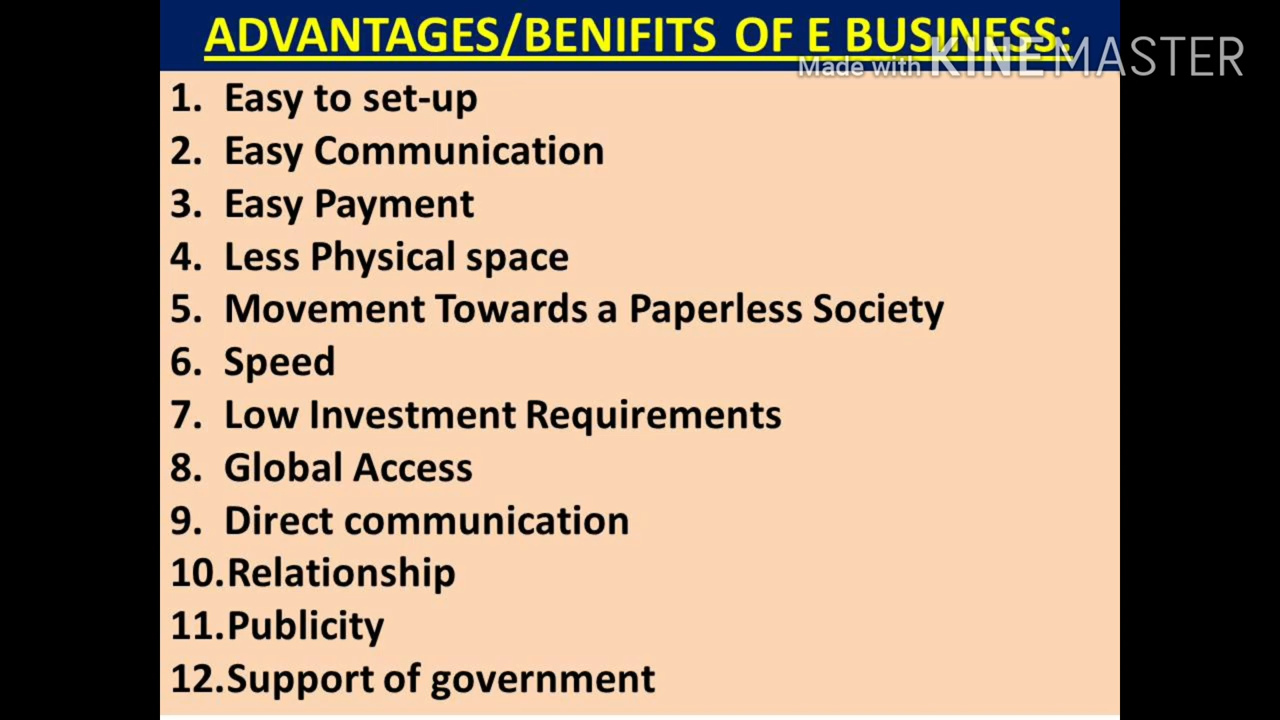 ADVANTAGES/BENIFITS OF E BUSINESS:
Made with KINEMASTER
1. Easy to set-up
2. Easy Communication
3. Easy Payment
4. Less Physical space
5. Movement Towards a Paperless Society
6. Speed
7. Low Investment Requirements
8. Global Access
9. Direct communication
10.Relationship
11.Publicity
12.Support of government